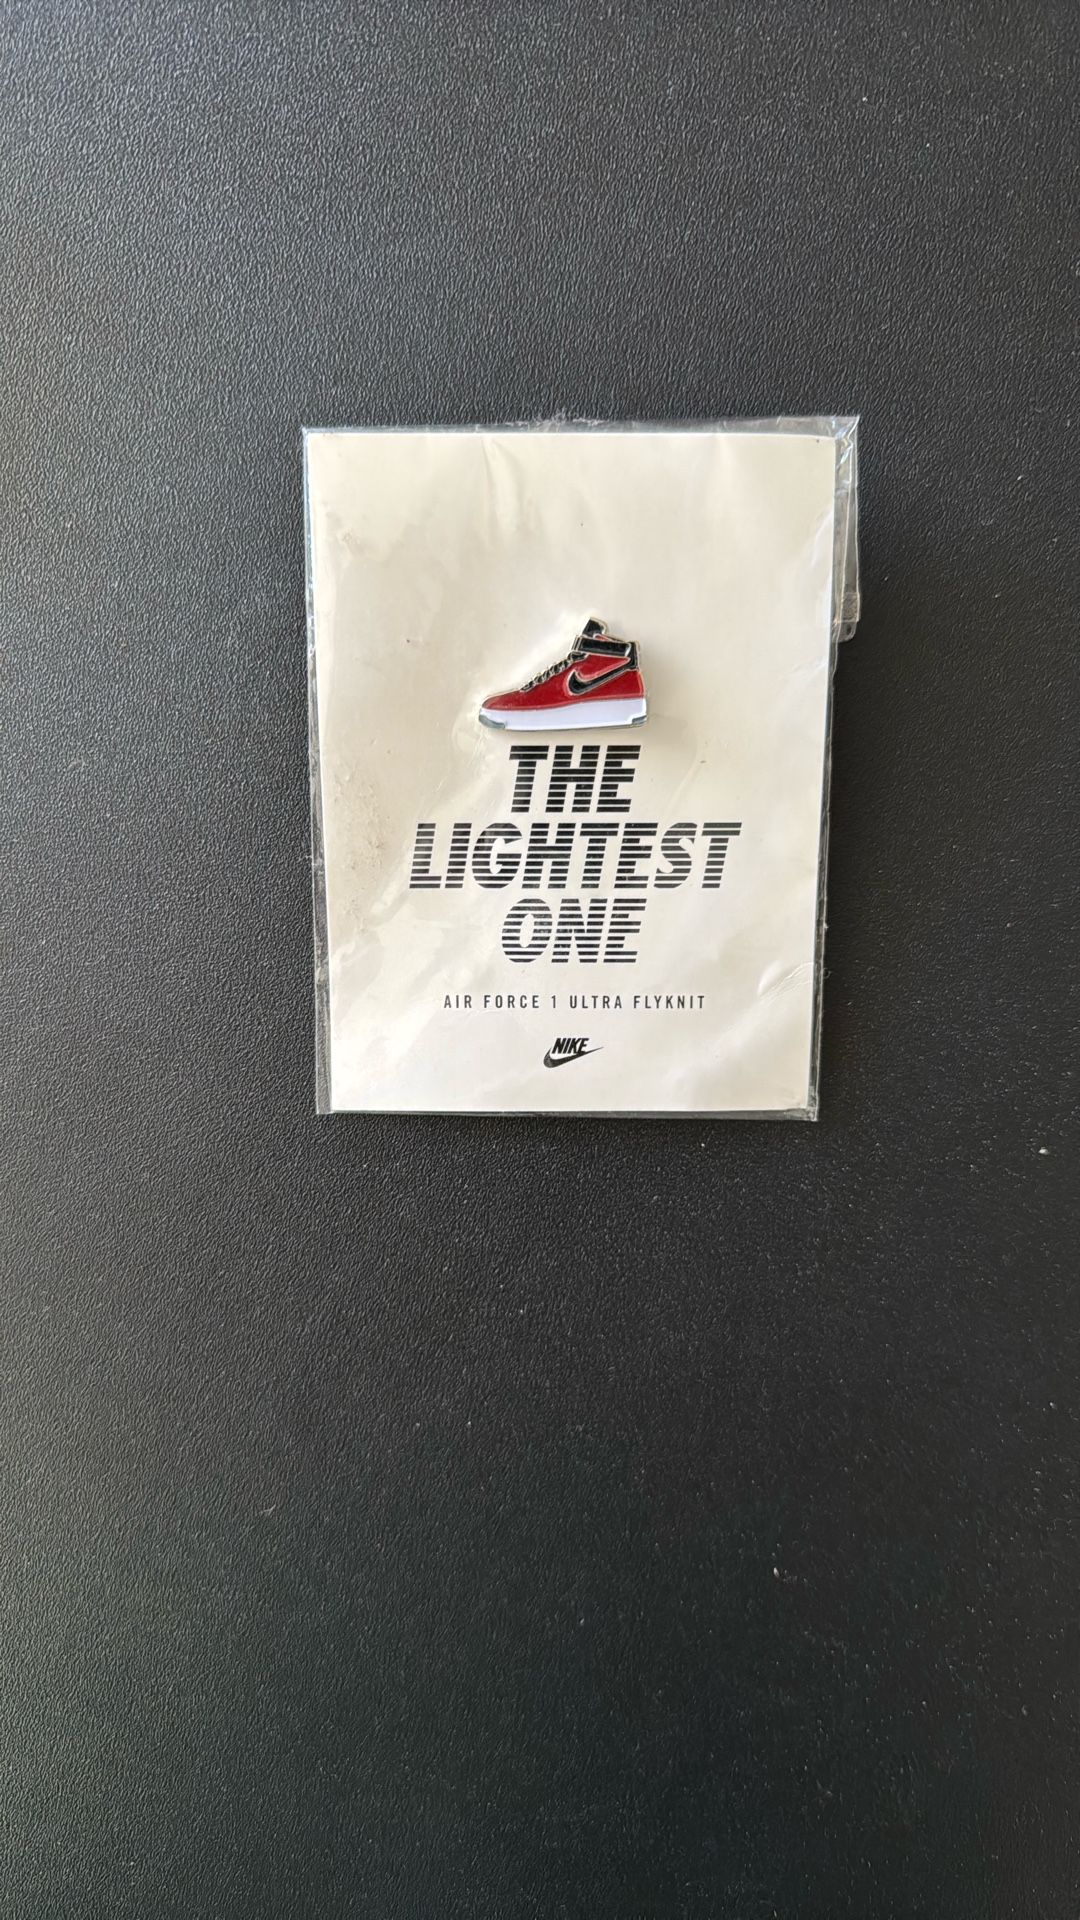 THE
LIGHTEST
ONE
AIR FORCE 1 ULTRA FLYKNIT
NIKE